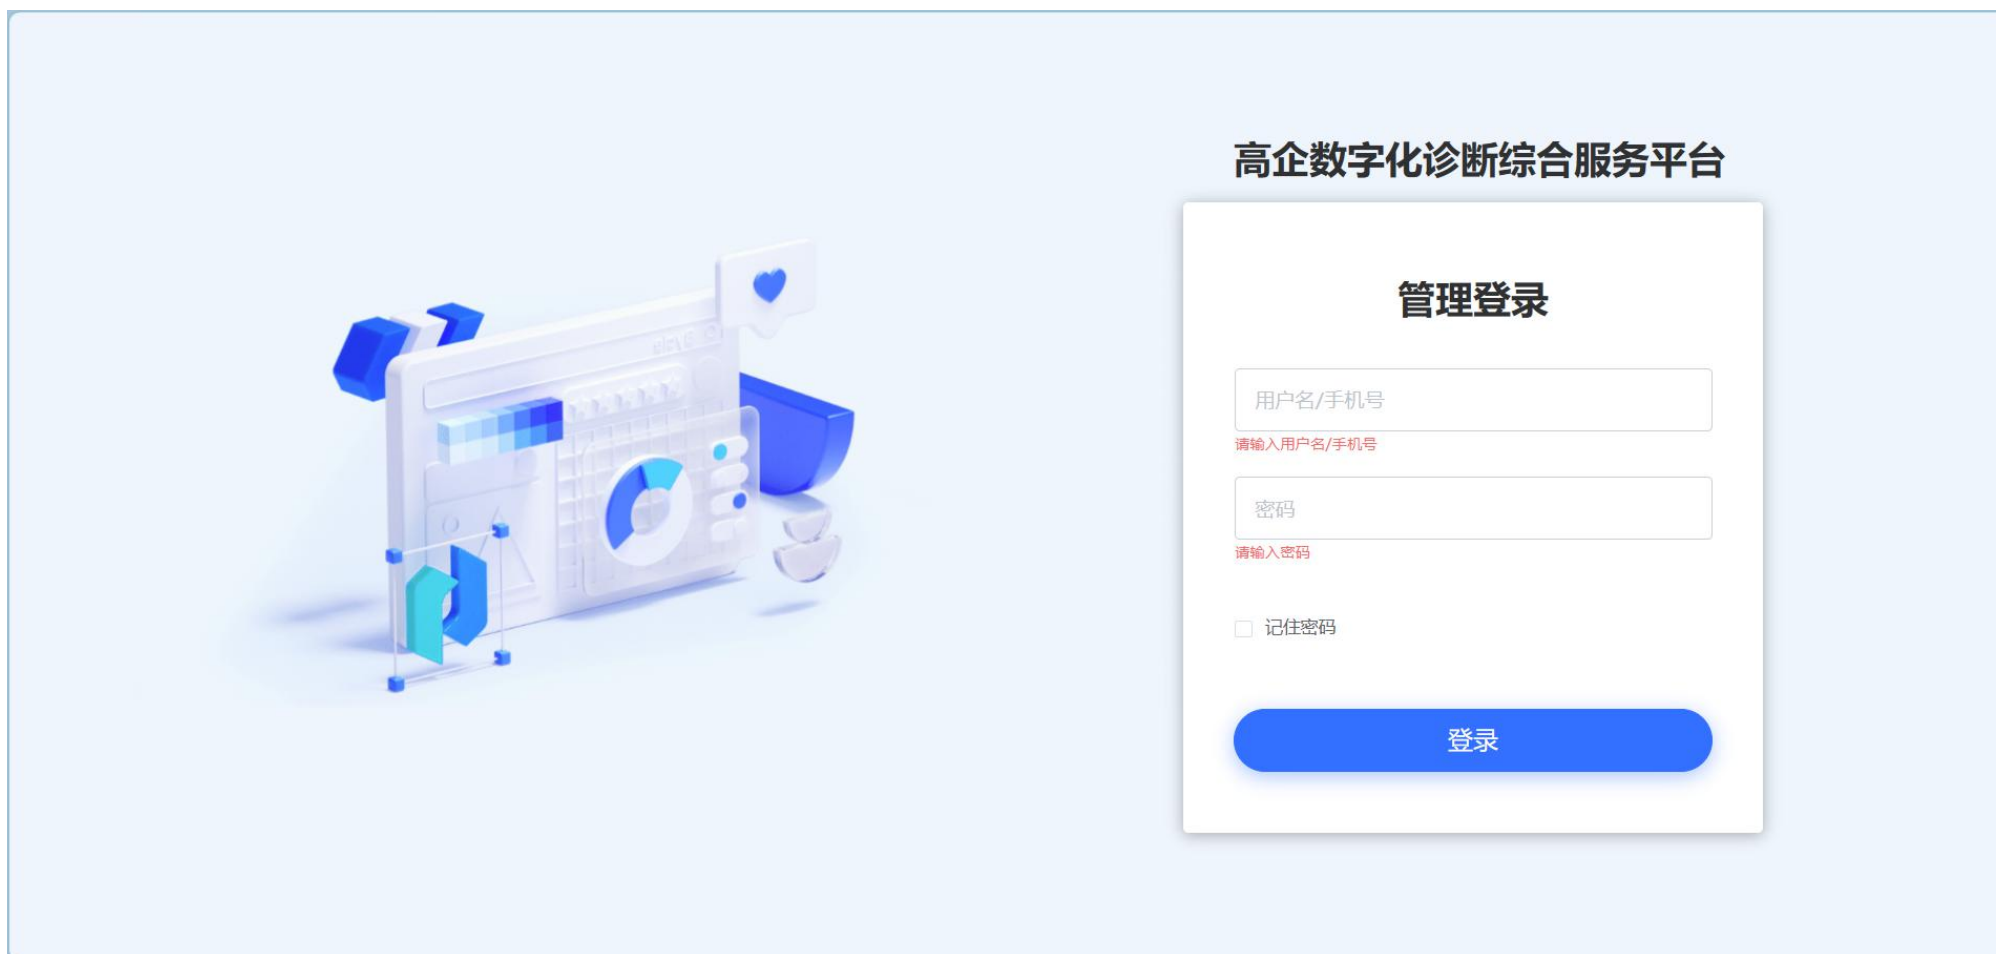 高企数字化诊断综合服务平台
管理登录
用户名/手机号
请输入用户名/手机号
密码
请输入密码
记住密码
登录